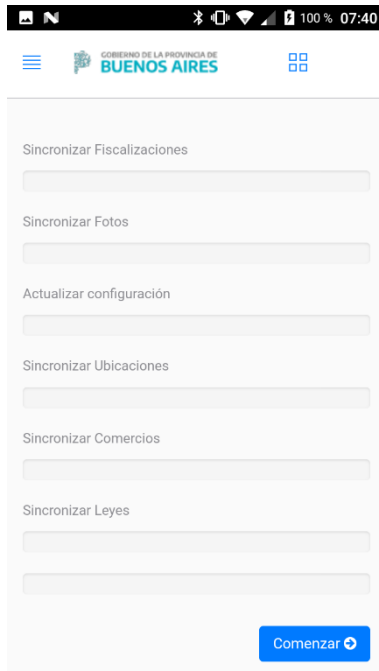 100 % 07:40
GOBIERNO DE LA PROVINCIA DE
BUENOS AIRES
Sincronizar Fiscalizaciones
Sincronizar Fotos
Actualizar configuración
Sincronizar Ubicaciones
Sincronizar Comercios
Sincronizar Leyes
Comenzar